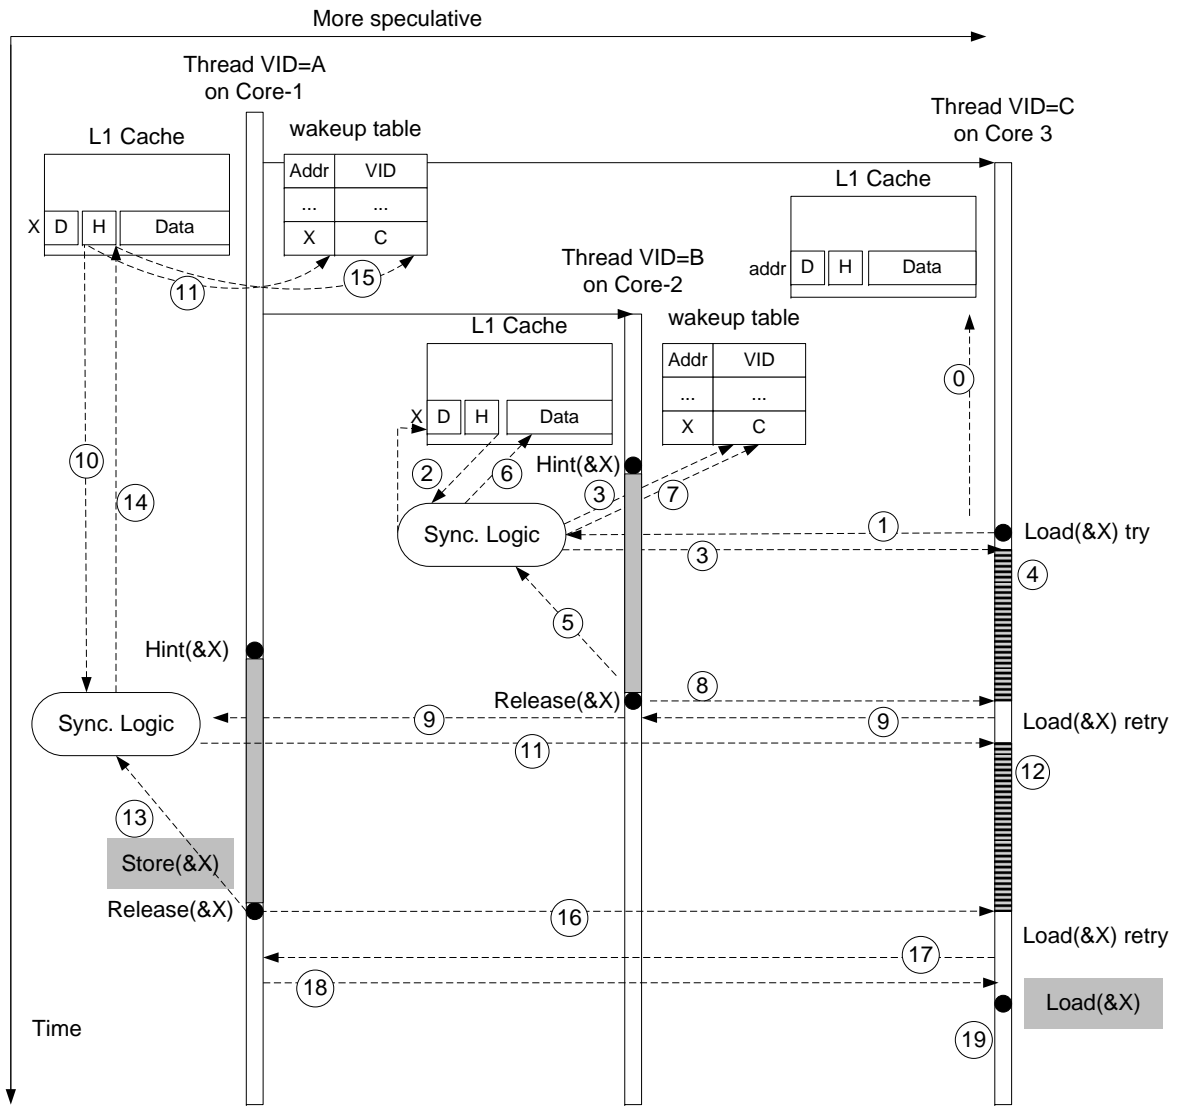 More speculative
Thread VID=A
on Core-1
Thread VID=C
on Core 3
L1 Cache
wakeup table
Addr VID
... ...
X C
X D H Data
11
15
L1 Cache
addr D H Data
Thread VID=B
on Core-2
L1 Cache
wakeup table
Addr VID
... ...
X C
X D H Data
0
10
14
2
6
Hint(&X)
3
7
Sync. Logic
1
Load(&X) try
3
4
5
Hint(&X)
8
Release(&X)
Sync. Logic
9
9
Load(&X) retry
11
12
13
Store(&X)
Release(&X)
16
Load(&X) retry
17
18
Load(&X)
Time
19